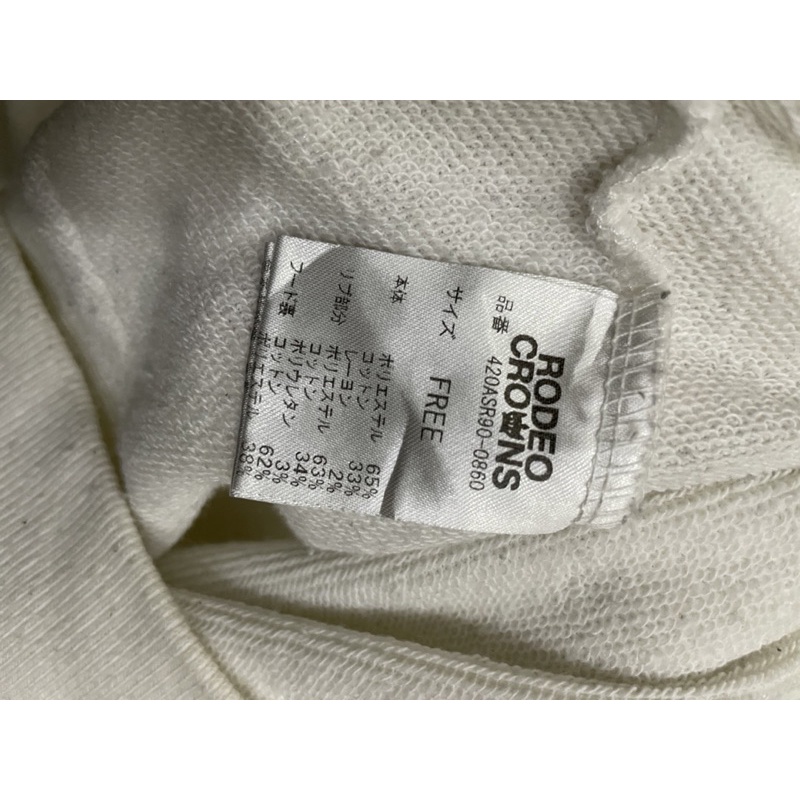 RODEO
CROWNS
品番 420ASR90-0860
サイズ FREE
本体 ポリエステル 65%
コットン 33%
レーヨン 2%
リブ部分 ポリエステル 63%
コットン 34%
ポリウレタン 3%
フード裏 コットン 62%
ポリエステル 38%